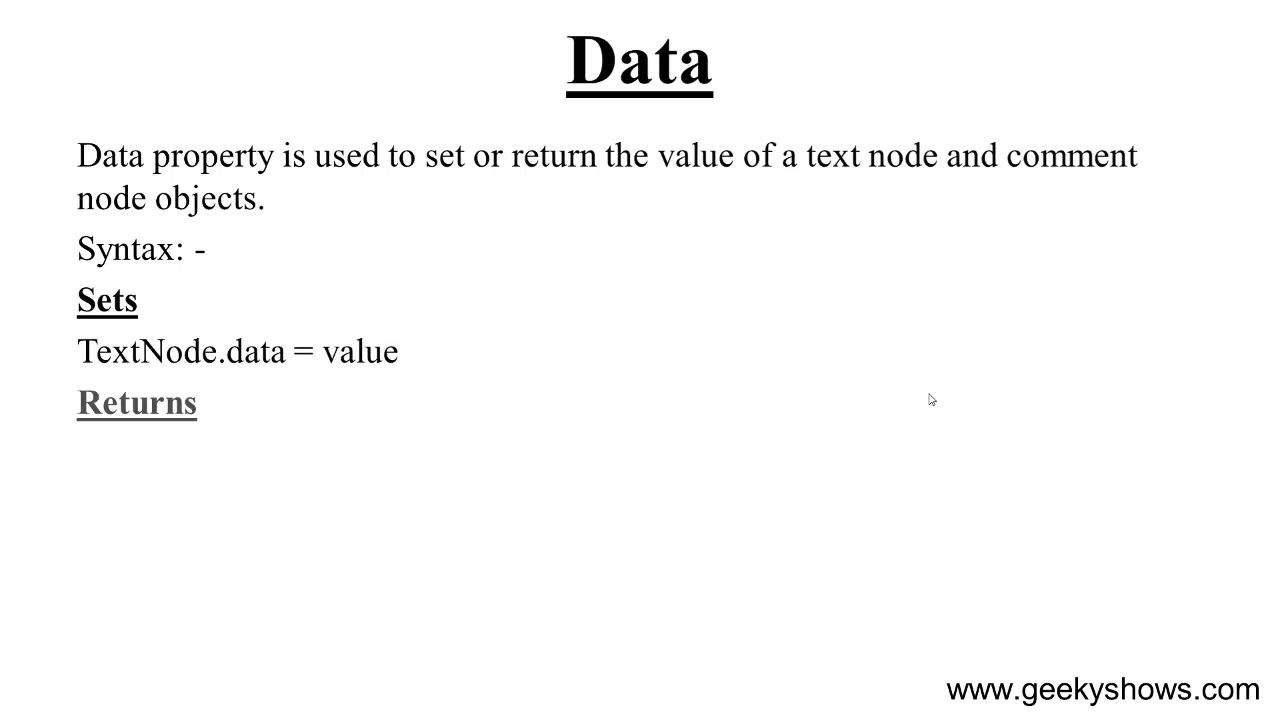 Data
Data property is used to set or return the value of a text node and comment
node objects.
Syntax: -
Sets
TextNode.data = value
Returns
www.geekyshows.com